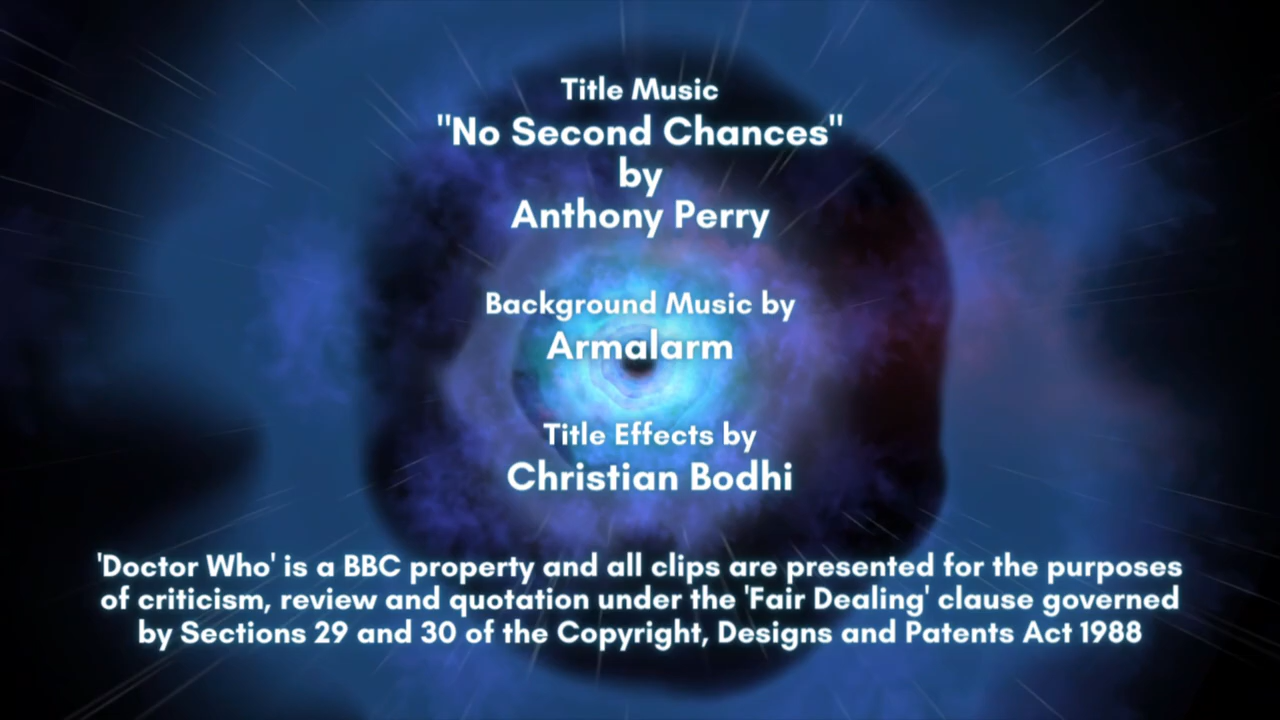 Title Music
"No Second Chances"
by
Anthony Perry
Background Music by
Armalarm
Title Effects by
Christian Bodhi
'Doctor Who' is a BBC property and all clips are presented for the purposes
of criticism, review and quotation under the 'Fair Dealing' clause governed
by Sections 29 and 30 of the Copyright, Designs and Patents Act 1988